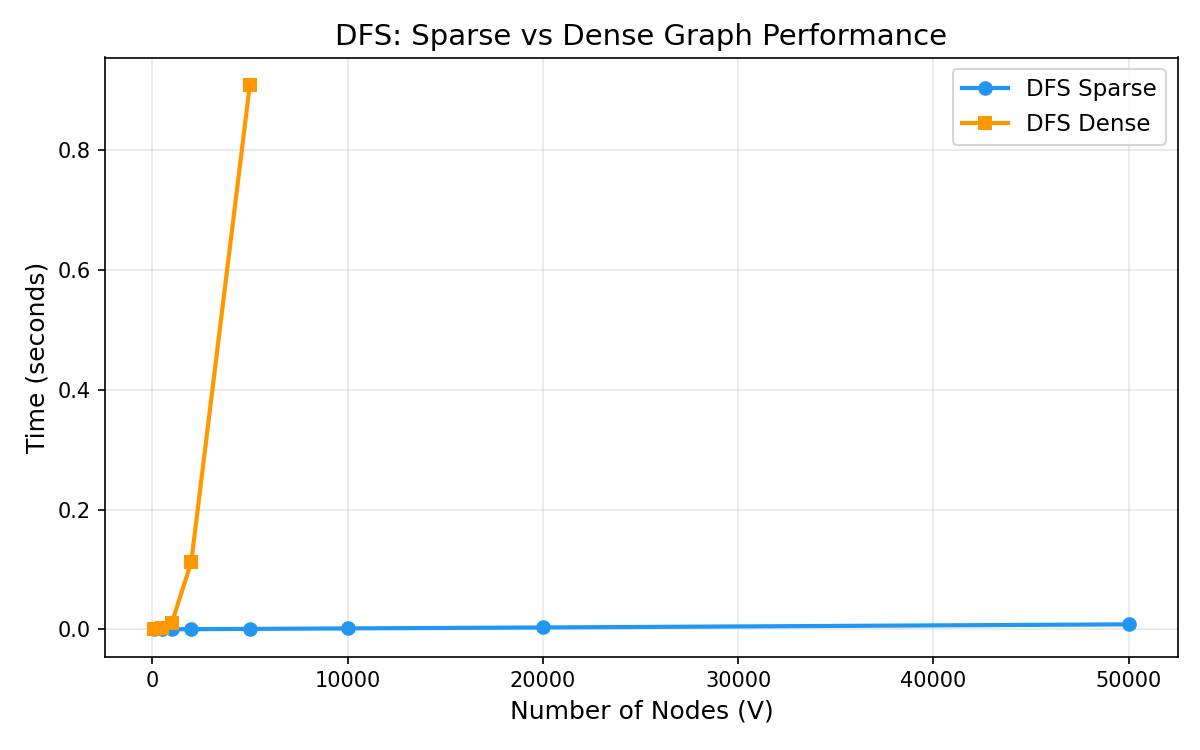 DFS: Sparse vs Dense Graph Performance
DFS Sparse
DFS Dense
Time (seconds)
0.8
0.6
0.4
0.2
0.0
0 10000 20000 30000 40000 50000
Number of Nodes (V)